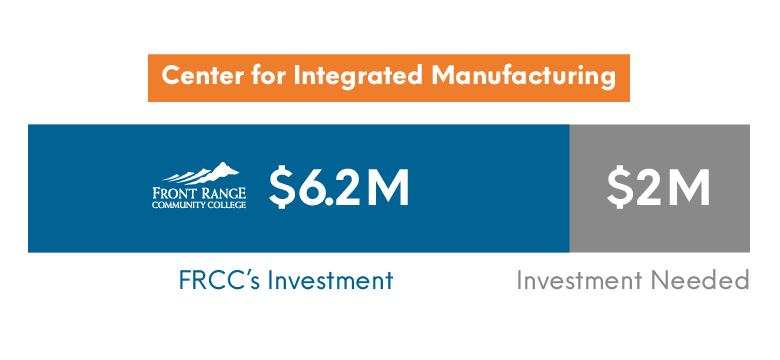 Center for Integrated Manufacturing
FRONT RANGE
COMMUNITY COLLEGE
$6.2M
$2M
FRCC’s Investment
Investment Needed